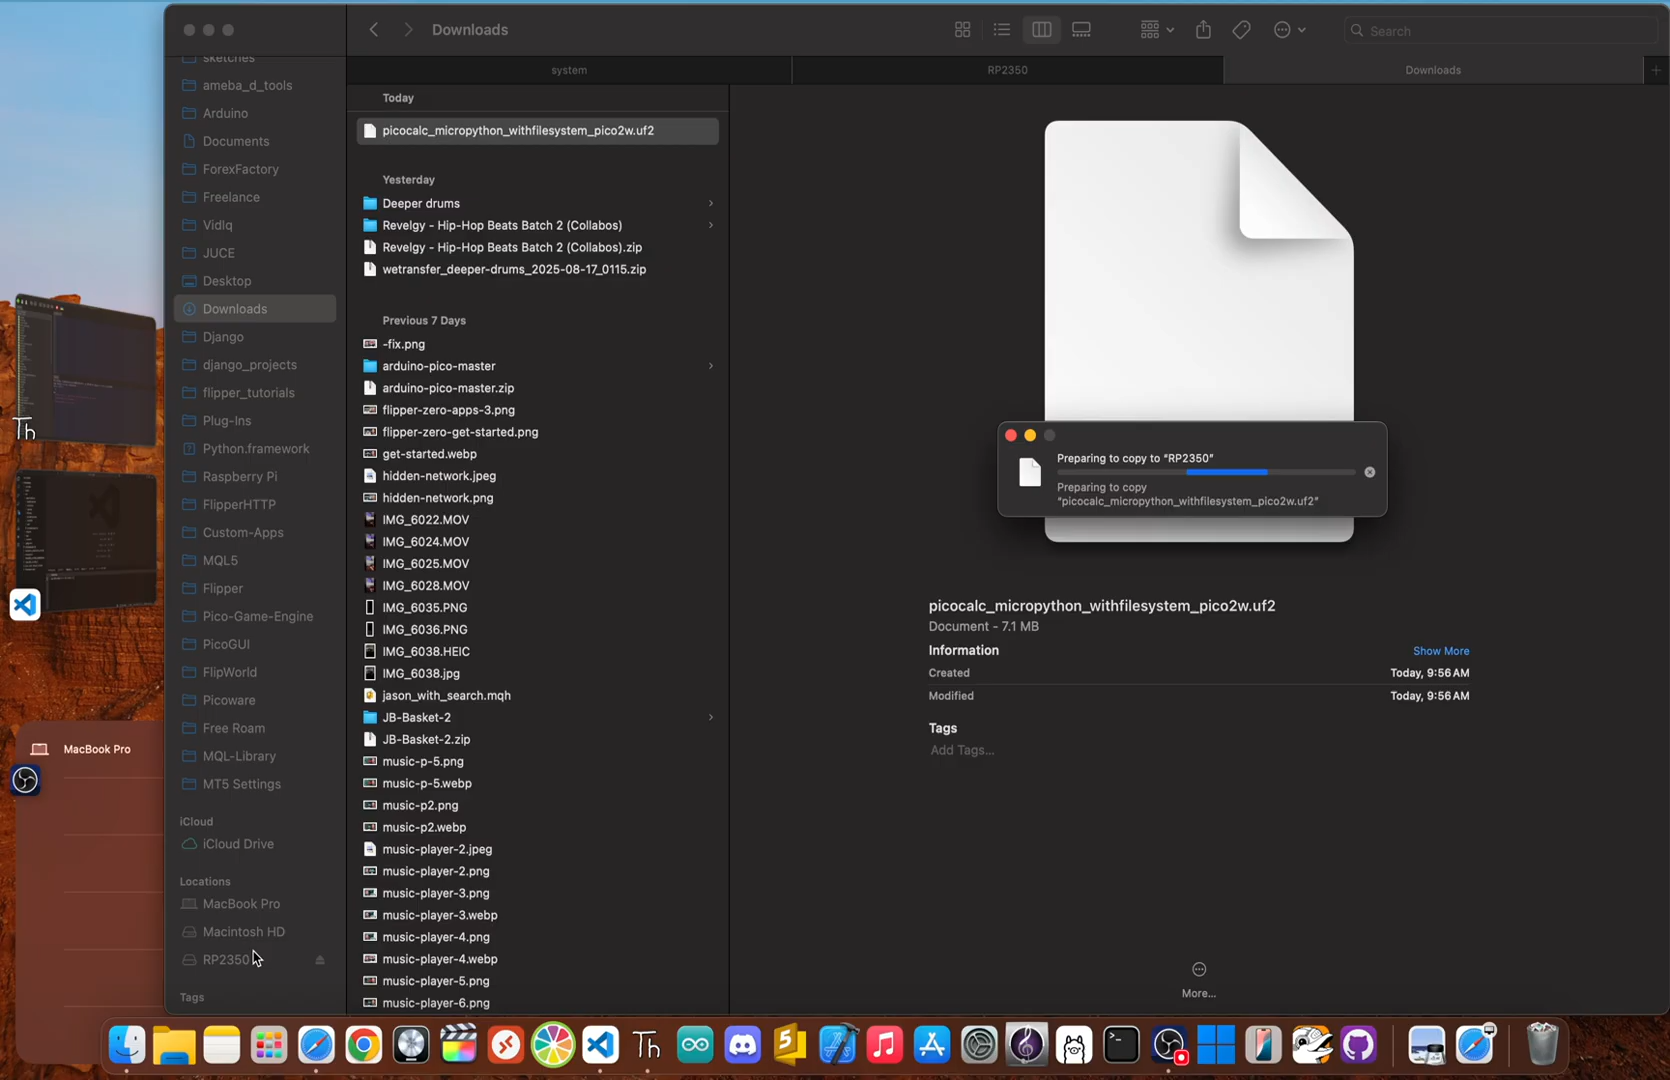 Downloads
Search
system
RP2350
Downloads
sketches
ameba_d_tools
Arduino
Documents
ForexFactory
Freelance
VidIq
JUCE
Desktop
Downloads
Django
django_projects
flipper_tutorials
Plug-Ins
Python.framework
Raspberry Pi
FlipperHTTP
Custom-Apps
MQL5
Flipper
Pico-Game-Engine
PicoGUI
FlipWorld
Picoware
Free Roam
MQL-Library
MT5 Settings
iCloud
iCloud Drive
Locations
MacBook Pro
Macintosh HD
RP2350
Tags
Today
picocalc_micropython_withfilesystem_pico2w.uf2
Yesterday
Deeper drums
Revelgy - Hip-Hop Beats Batch 2 (Collabos)
Revelgy - Hip-Hop Beats Batch 2 (Collabos).zip
wetransfer_deeper-drums_2025-08-17_0115.zip
Previous 7 Days
-fix.png
arduino-pico-master
arduino-pico-master.zip
flipper-zero-apps-3.png
flipper-zero-get-started.png
get-started.webp
hidden-network.jpeg
hidden-network.png
IMG_6022.MOV
IMG_6024.MOV
IMG_6025.MOV
IMG_6028.MOV
IMG_6035.PNG
IMG_6036.PNG
IMG_6038.HEIC
IMG_6038.jpg
jason_with_search.mqh
JB-Basket-2
JB-Basket-2.zip
music-p-5.png
music-p-5.webp
music-p2.png
music-p2.webp
music-player-2.jpeg
music-player-2.png
music-player-3.png
music-player-3.webp
music-player-4.png
music-player-4.webp
music-player-5.png
music-player-6.png
Preparing to copy to "RP2350"
Preparing to copy
"picocalc_micropython_withfilesystem_pico2w.uf2"
picocalc_micropython_withfilesystem_pico2w.uf2
Document - 7.1 MB
Information
Show More
Created
Today, 9:56 AM
Modified
Today, 9:56 AM
Tags
Add Tags...
More...
Th
MacBook Pro
Th